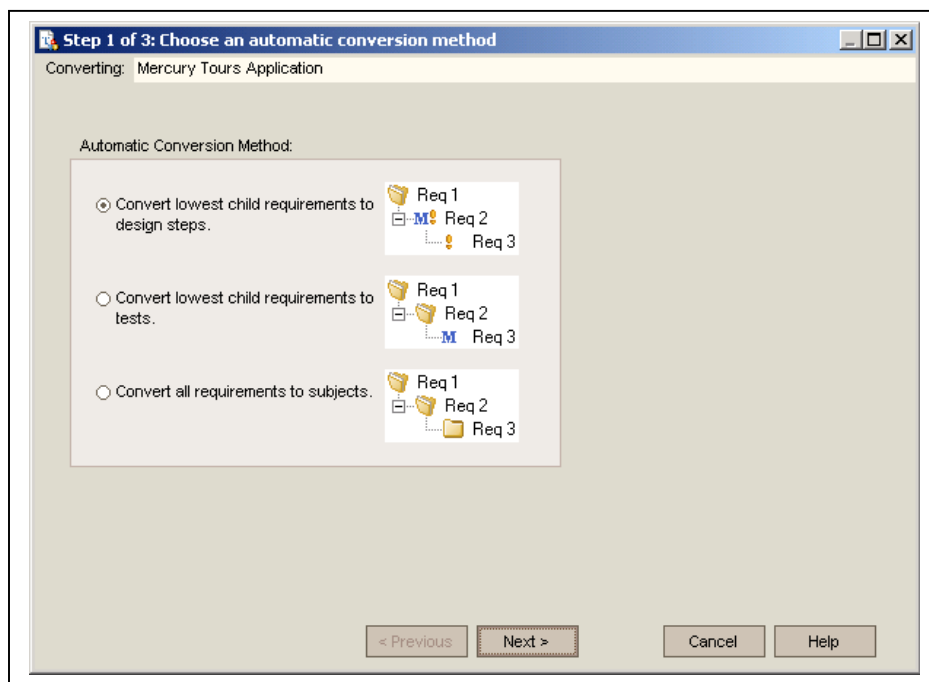 Step 1 of 3: Choose an automatic conversion method
Converting: Mercury Tours Application
Automatic Conversion Method:
Convert lowest child requirements to
design steps.
Req 1
M Req 2
Req 3
Convert lowest child requirements to
tests.
Req 1
Req 2
M Req 3
Convert all requirements to subjects.
Req 1
Req 2
Req 3
< Previous Next > Cancel Help